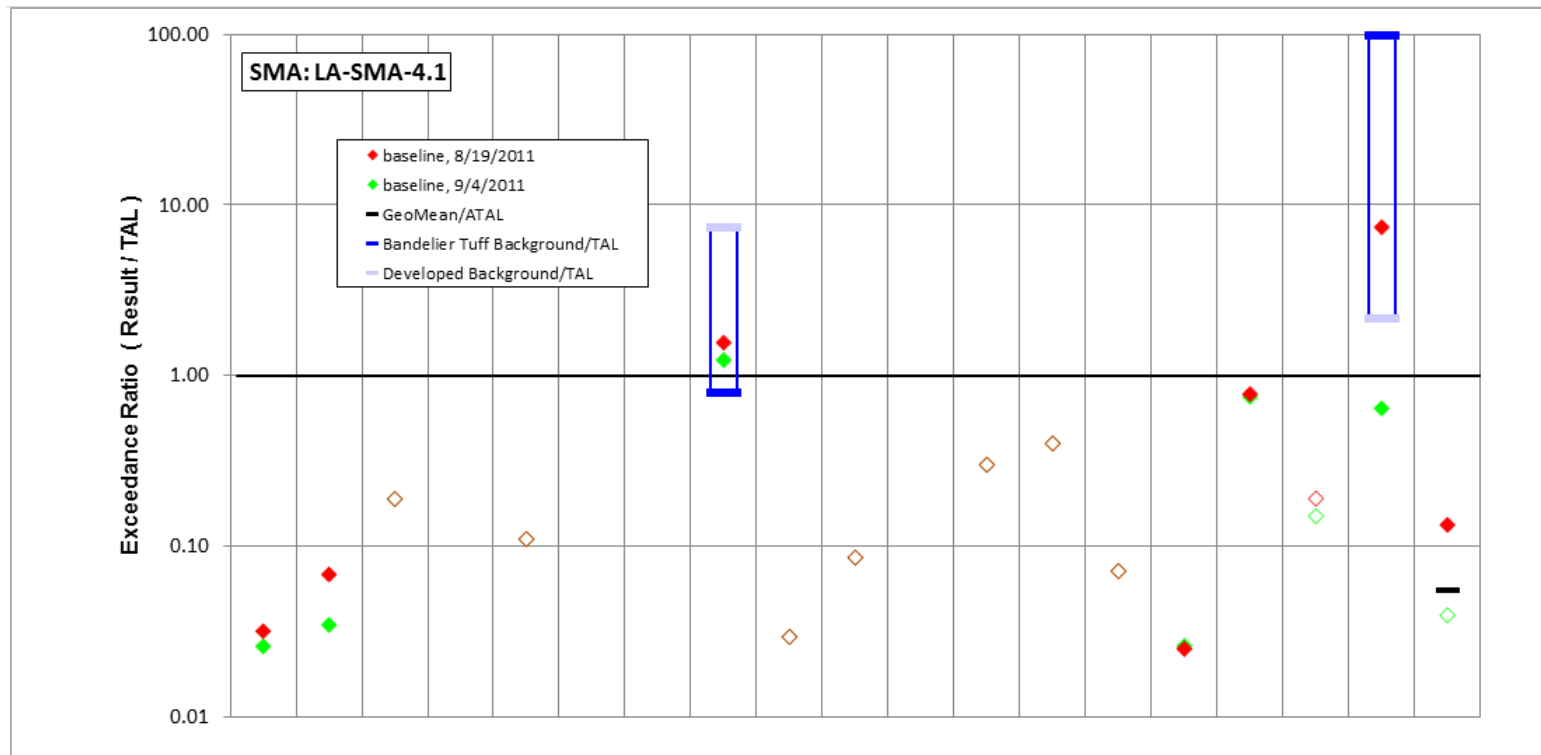 100.00
SMA: LA-SMA-4.1
baseline, 8/19/2011
baseline, 9/4/2011
GeoMean/ATAL
Bandelier Tuff Background/TAL
Developed Background/TAL
10.00
1.00
0.10
0.01
Exceedance Ratio ( Result / TAL )